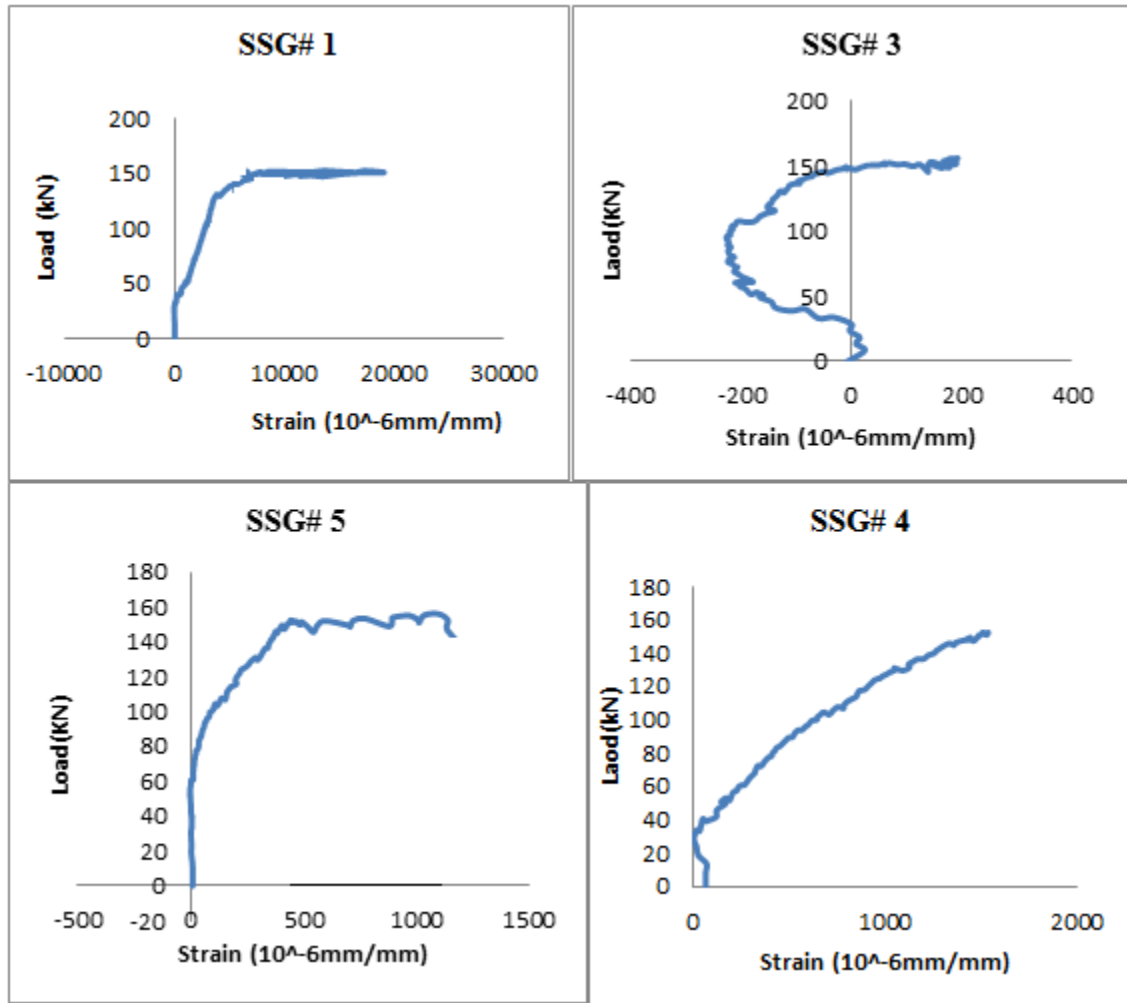 SSG# 1
200
150
100
50
0
Load (kN)
-10000 0 10000 20000 30000
Strain (10^-6mm/mm)
SSG# 3
200
150
100
50
0
Laod(KN)
-400 -200 0 200 400
Strain (10^-6mm/mm)
SSG# 5
180
160
140
120
100
80
60
40
20
0
-20
Load(KN)
-500 0 500 1000 1500
Strain (10^-6mm/mm)
SSG# 4
180
160
140
120
100
80
60
40
20
0
Laod(kN)
0 1000 2000
Strain (10^-6mm/mm)